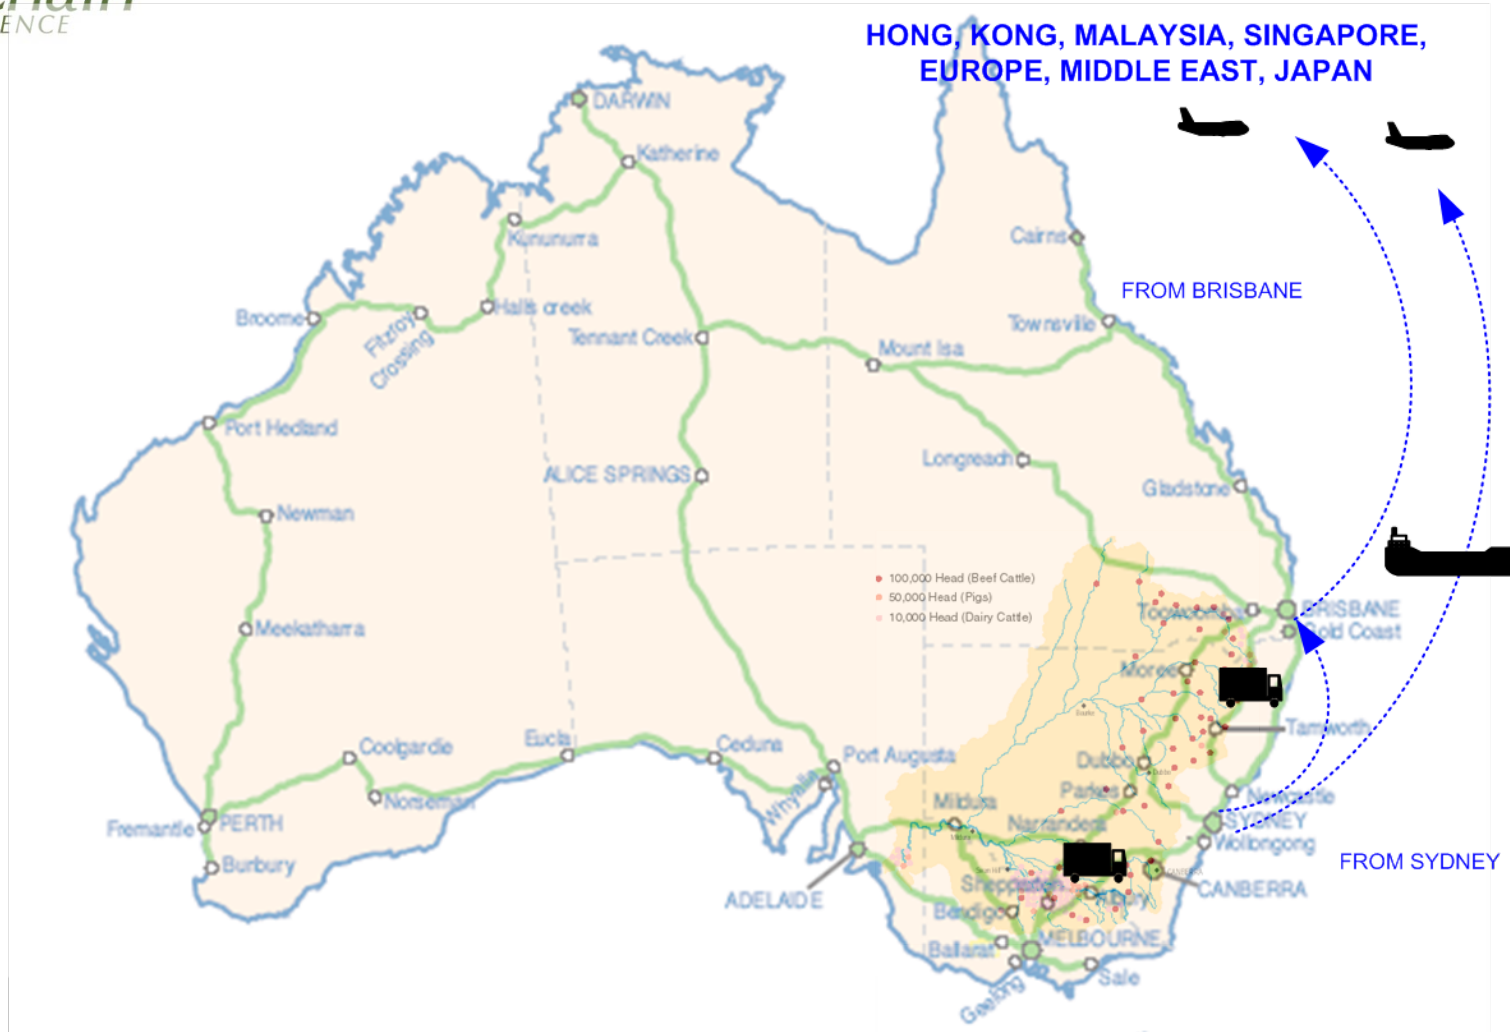 ENCE
HONG, KONG, MALAYSIA, SINGAPORE,
EUROPE, MIDDLE EAST, JAPAN
DARWIN
Katherine
Kununurra
Cairns
FROM BRISBANE
Broome
Halls creek
Fitzroy
Crossing
Tennant Creek
Townsville
Mount Isa
Port Hedland
Longreach
ALICE SPRINGS
Gladstone
Newman
100,000 Head (Beef Cattle)
50,000 Head (Pigs)
10,000 Head (Dairy Cattle)
Toowoomba
BRISBANE
Gold Coast
Meekatharra
Moree
Tamworth
Eucla
Coolgardie
Ceduna
Port Augusta
Dubbo
Dubbo
Whyalla
Parkes
Newcastle
Norseman
Mildura
Narrandera
SYDNEY
Fremantle
PERTH
Wollongong
FROM SYDNEY
Bunbury
Shepparton
CANBERRA
CANBERRA
ADELAIDE
Albury
Bendigo
Ballarat
MELBOURNE
Sale
Geelong